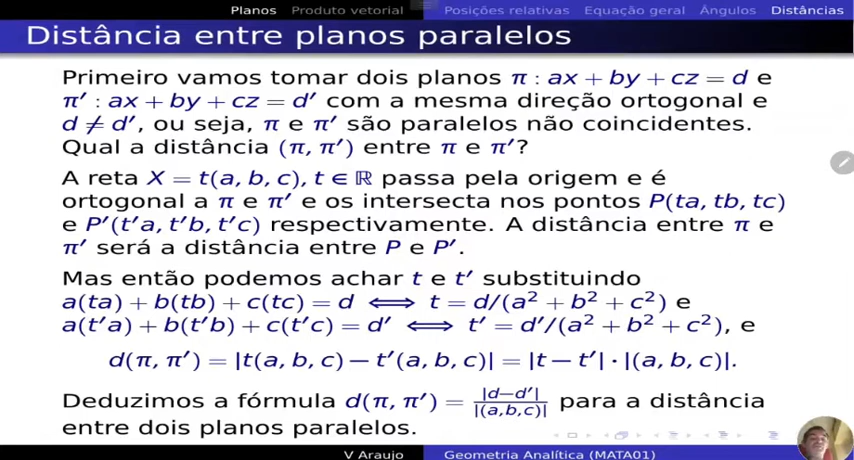 Planos Produto vetorial Posições relativas Equação geral Ângulos Distâncias
Distância entre planos paralelos
Primeiro vamos tomar dois planos π : ax + by + cz = d e
π′ : ax + by + cz = d′ com a mesma direção ortogonal e
d ≠ d′, ou seja, π e π′ são paralelos não coincidentes.
Qual a distância (π, π′) entre π e π′?
A reta X = t(a, b, c), t ∈ ℝ passa pela origem e é
ortogonal a π e π′ e os intersecta nos pontos P(ta, tb, tc)
e P′(t′a, t′b, t′c) respectivamente. A distância entre π e
π′ será a distância entre P e P′.
Mas então podemos achar t e t′ substituindo
a(ta) + b(tb) + c(tc) = d ⟺ t = d/(a² + b² + c²) e
a(t′a) + b(t′b) + c(t′c) = d′ ⟺ t′ = d′/(a² + b² + c²), e
d(π, π′) = |t(a, b, c) − t′(a, b, c)| = |t − t′| · |(a, b, c)|.
Deduzimos a fórmula d(π, π′) = |d−d′|/|(a,b,c)| para a distância
entre dois planos paralelos.
V Araujo Geometria Analítica (MATA01)